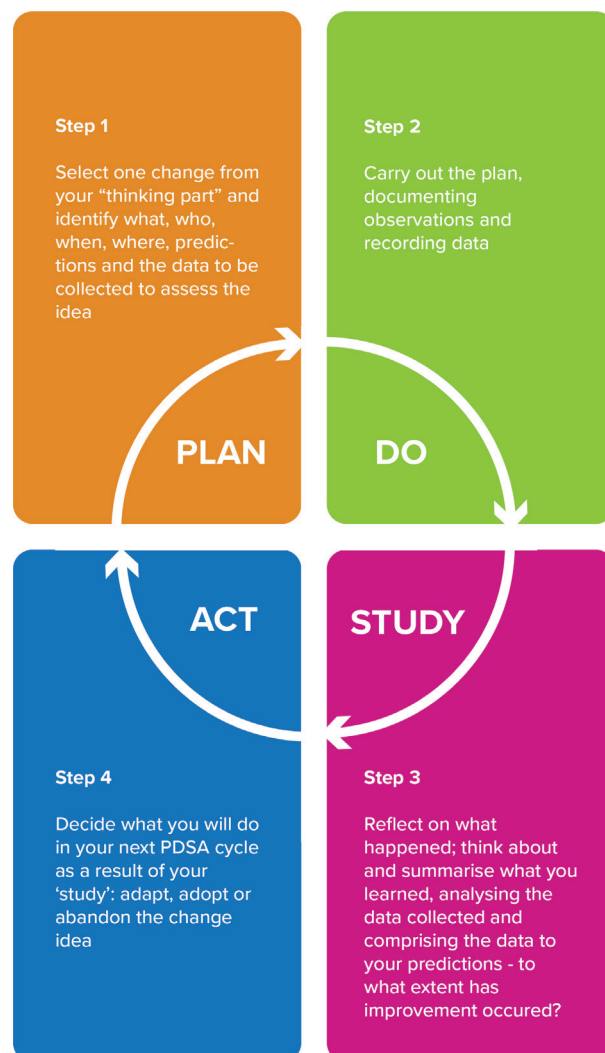 Step 1
Select one change from
your “thinking part” and
identify what, who,
when, where, predic-
tions and the data to be
collected to assess the
idea
PLAN
Step 2
Carry out the plan,
documenting
observations and
recording data
DO
STUDY
Step 3
Reflect on what
happened; think about
and summarise what you
learned, analysing the
data collected and
comprising the data to
your predictions - to
what extent has
improvement occured?
ACT
Step 4
Decide what you will do
in your next PDSA cycle
as a result of your
‘study’: adapt, adopt or
abandon the change
idea